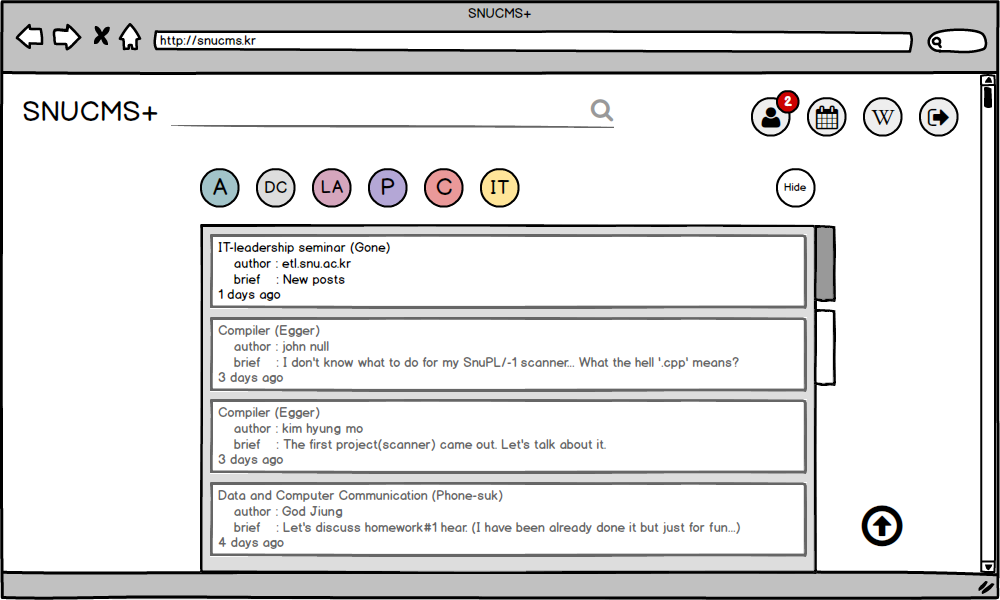 SNUCMS+
http://snucms.kr
SNUCMS+
2
W
A
DC
LA
P
C
IT
Hide
IT-leadership seminar (Gone)
author : etl.snu.ac.kr
brief : New posts
1 days ago
Compiler (Egger)
author : john null
brief : I don't know what to do for my SnuPL/-1 scanner... What the hell '.cpp' means?
3 days ago
Compiler (Egger)
author : kim hyung mo
brief : The first project(scanner) came out. Let's talk about it.
3 days ago
Data and Computer Communication (Phone-suk)
author : God Jiung
brief : Let's discuss homework#1 hear. (I have been already done it but just for fun...)
4 days ago